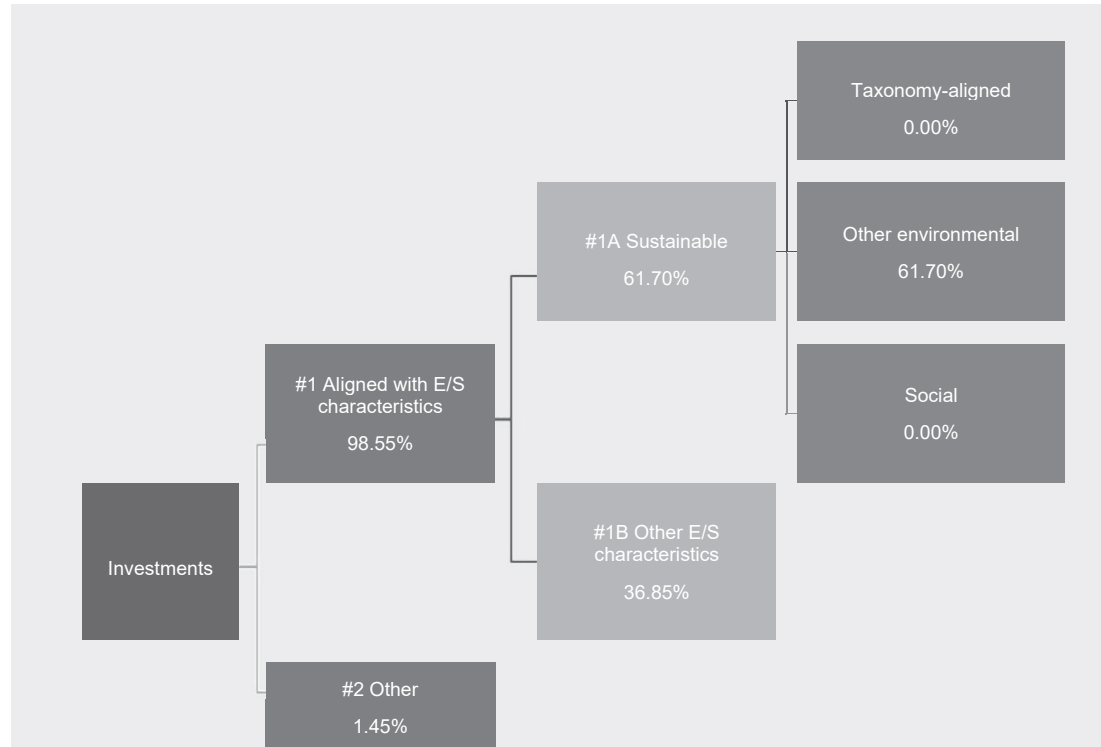 Taxonomy-aligned
0.00%
#1A Sustainable
61.70%
Other environmental
61.70%
#1 Aligned with E/S
characteristics
98.55%
Social
0.00%
Investments
#1B Other E/S
characteristics
36.85%
#2 Other
1.45%